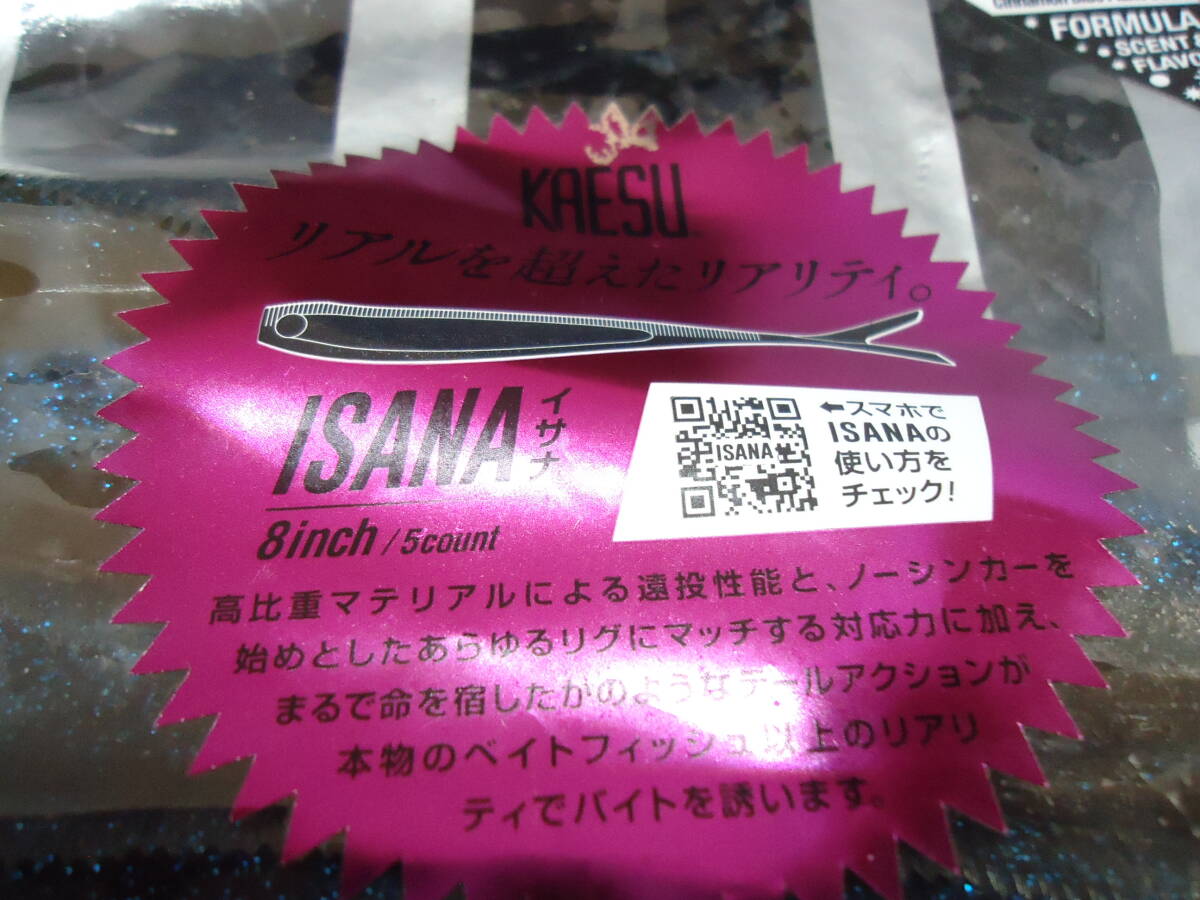 FORMULA
SCENT
FLAVO
KAESU
リアルを超えたリアリティ。
ISANA
イサナ
8inch / 5count
ISANA
←スマホで
ISANAの
使い方を
チェック!
高比重マテリアルによる遠投性能と、ノーシンカーを
始めとしたあらゆるリグにマッチする対応力に加え、
まるで命を宿したかのようなテールアクションが
本物のベイトフィッシュ以上のリアリ
ティでバイトを誘います。